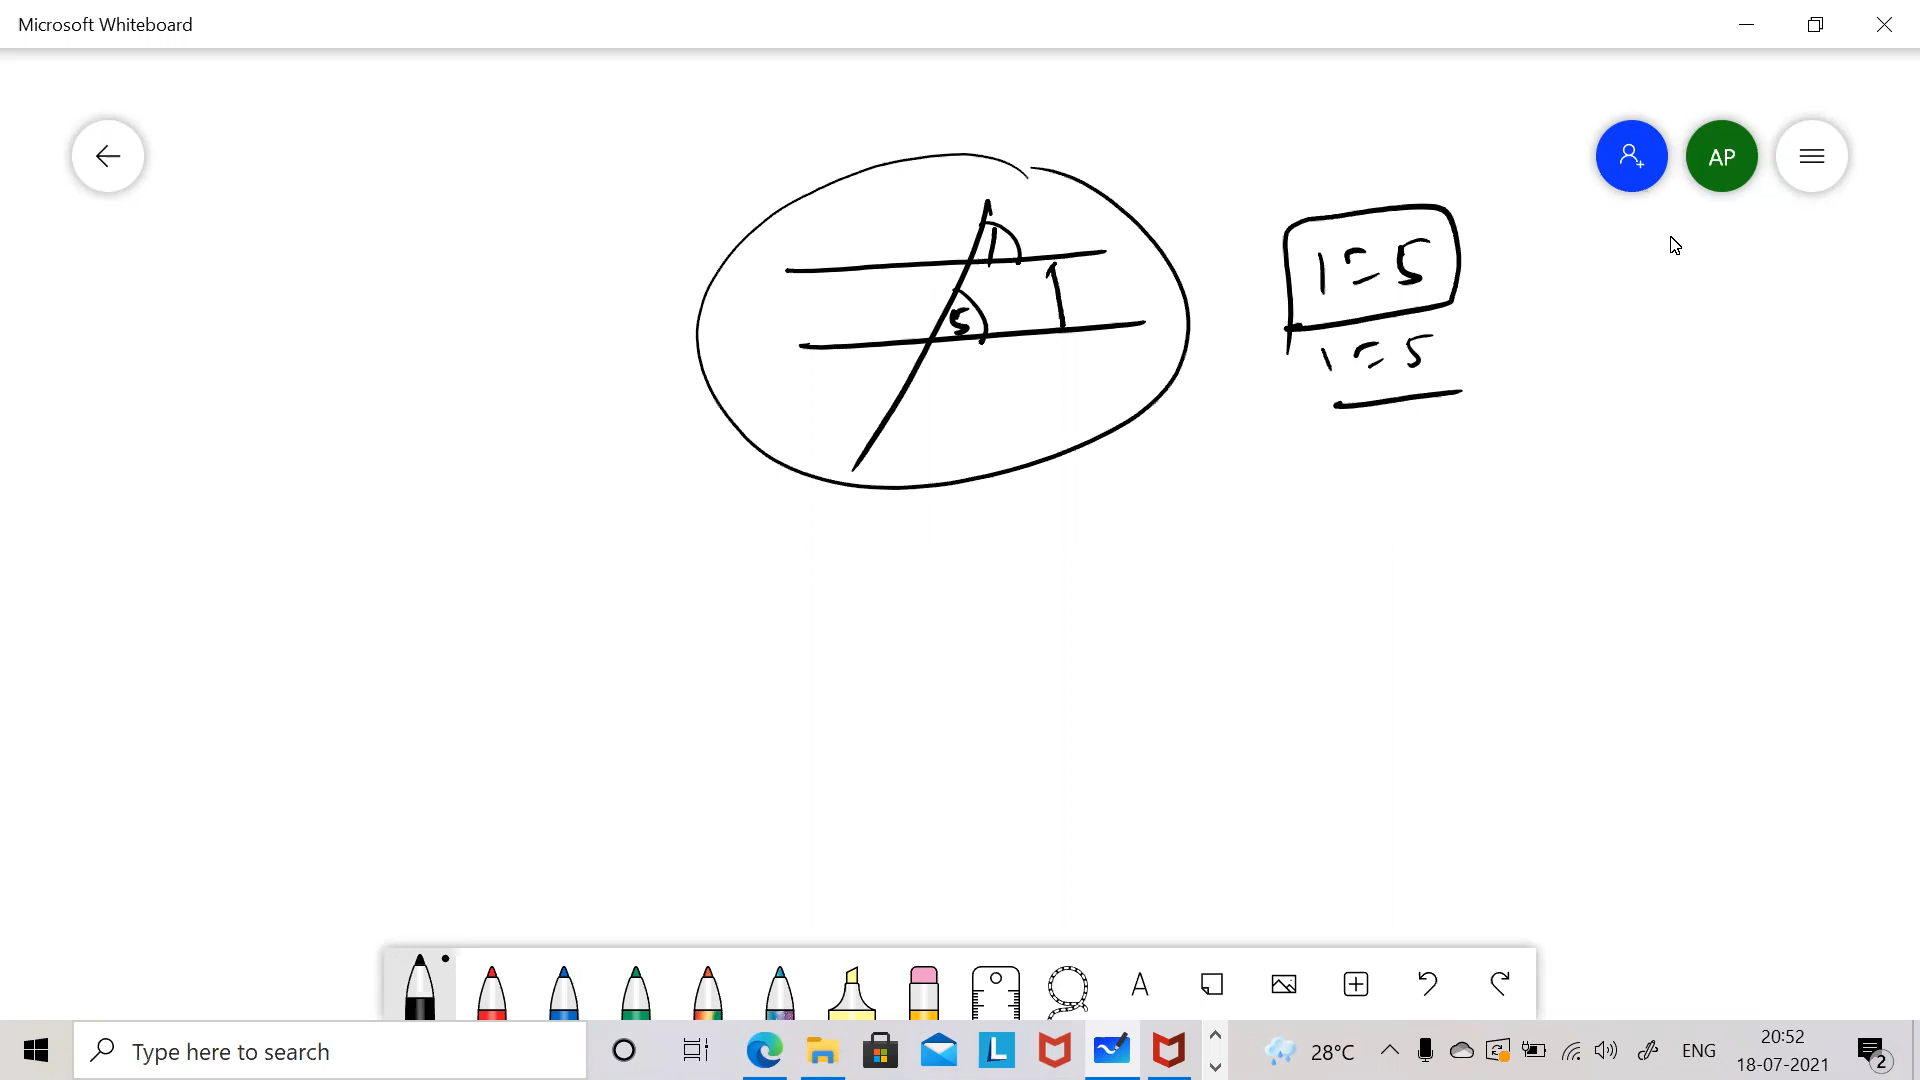 Microsoft Whiteboard
AP
1
5
1 = 5
1 = 5
A
Type here to search
L
28°C
ENG
20:52
18-07-2021
2